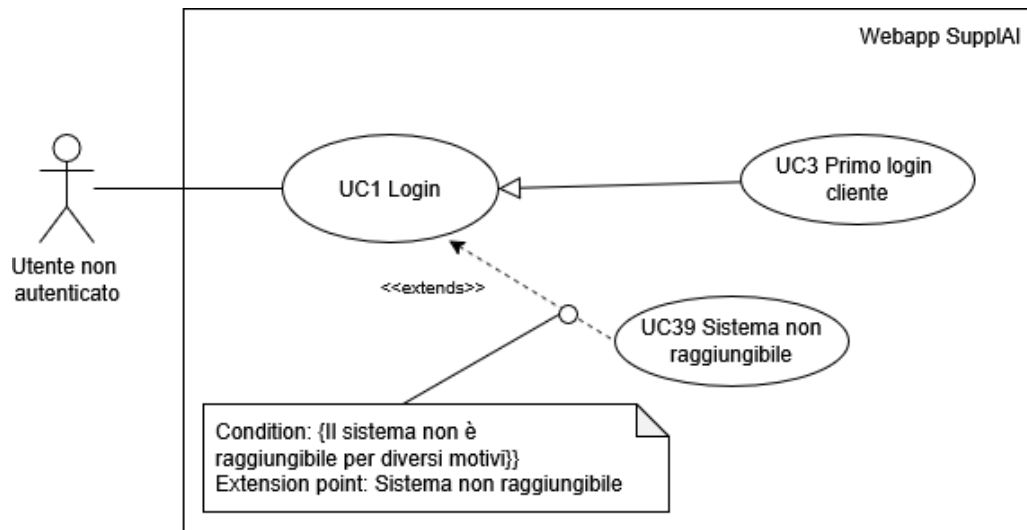 Webapp SupplAI
UC1 Login
UC3 Primo login
cliente
Utente non
autenticato
<<extends>>
UC39 Sistema non
raggiungibile
Condition: {Il sistema non è
raggiungibile per diversi motivi}}
Extension point: Sistema non raggiungibile